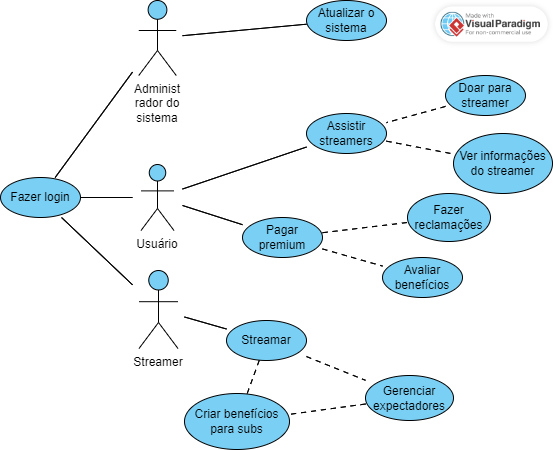 Made with
Visual Paradigm
For non-commercial use
Atualizar o
sistema
Administ
rador do
sistema
Doar para
streamer
Assistir
streamers
Ver informações
do streamer
Fazer login
Usuário
Pagar
premium
Fazer
reclamações
Avaliar
benefícios
Streamer
Streamar
Gerenciar
expectadores
Criar benefícios
para subs